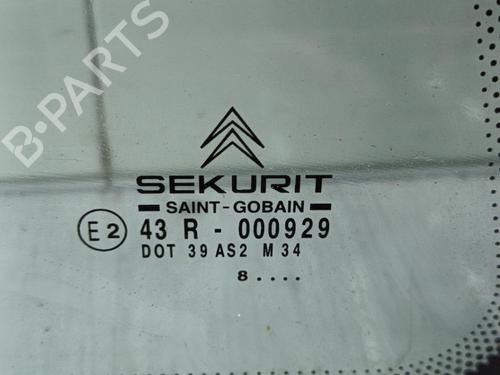 B-PARTS
SEKURIT
SAINT-GOBAIN
E2 43 R - 000929
DOT 39 AS2 M 34
8 ....